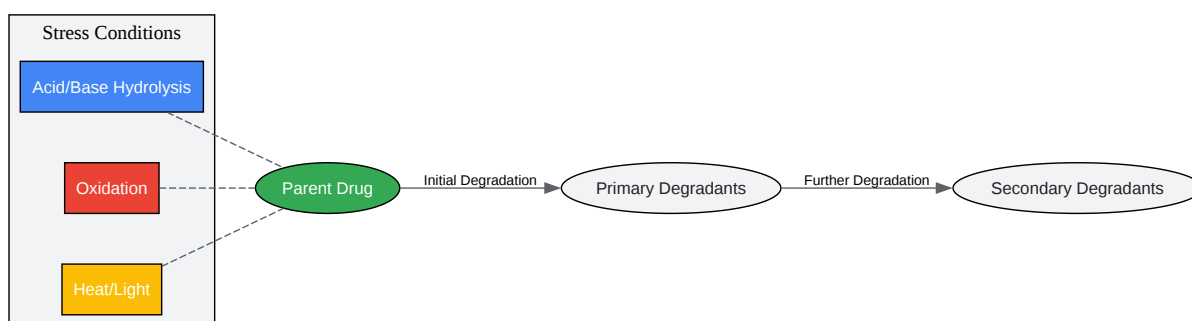 Stress Conditions
Acid/Base Hydrolysis
Oxidation
Heat/Light
Parent Drug
Initial Degradation
Primary Degradants
Further Degradation
Secondary Degradants